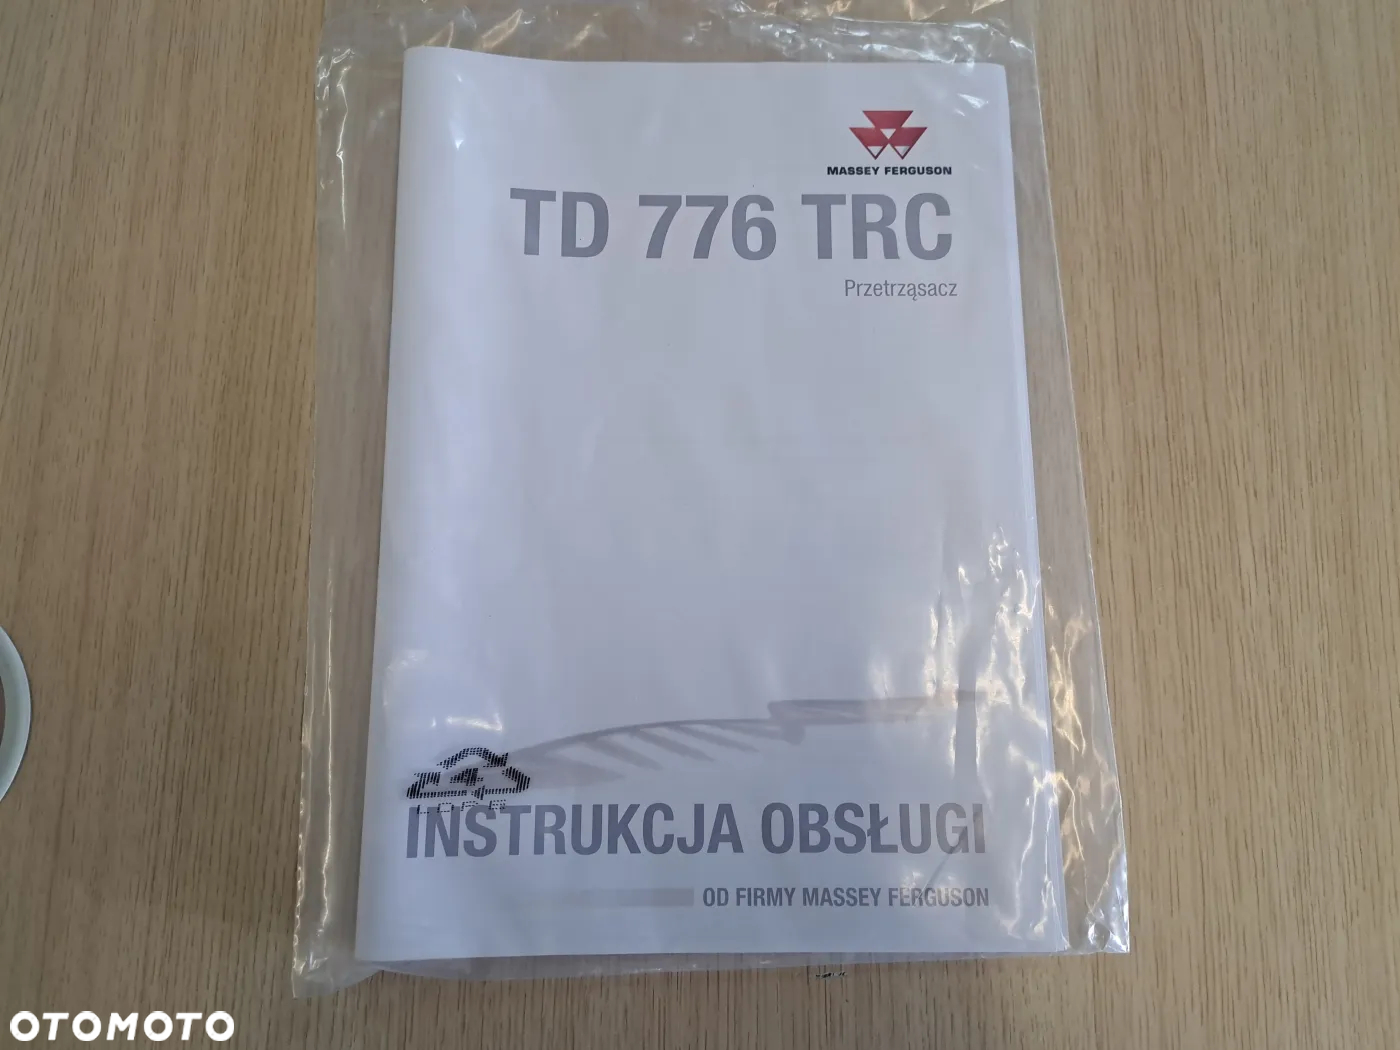 MASSEY FERGUSON
TD 776 TRC
Przetrząsacz
INSTRUKCJA OBSŁUGI
OD FIRMY MASSEY FERGUSON
OTOMOTO